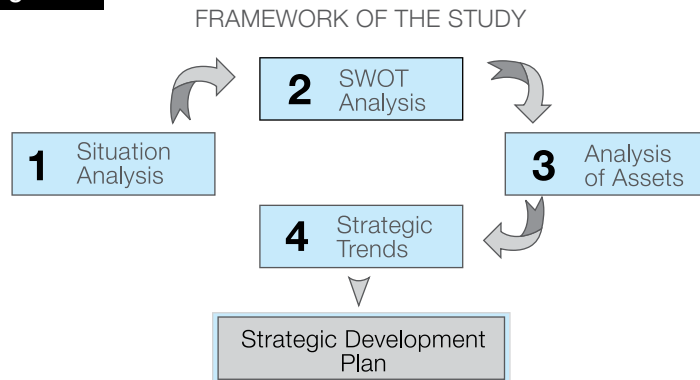 FRAMEWORK OF THE STUDY
2 SWOT
Analysis
1 Situation
Analysis
3 Analysis
of Assets
4 Strategic
Trends
Strategic Development
Plan